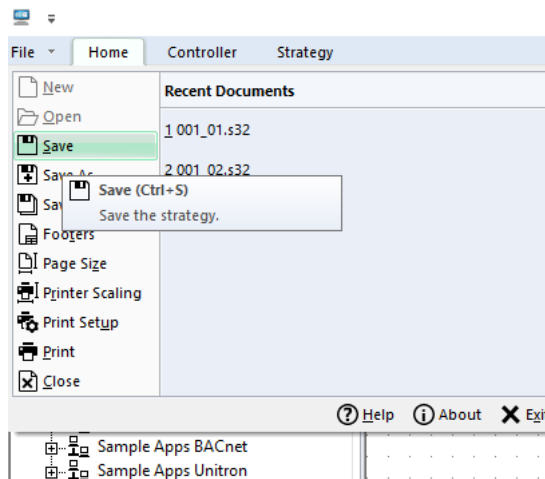 File Home Controller Strategy
New
Recent Documents
Open
1 001_01.s32
Save
2 001_02.s32
Save (Ctrl+S)
Save the strategy.
Footers
Page Size
Printer Scaling
Print Setup
Print
Close
Help About
Sample Apps BACnet
Sample Apps Unitron